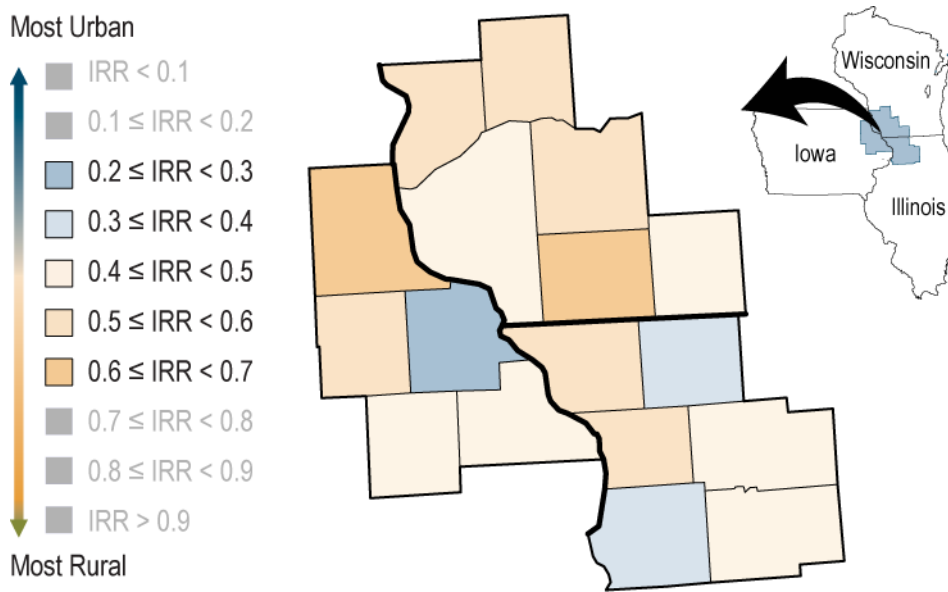 Most Urban
IRR < 0.1
0.1 ≤ IRR < 0.2
0.2 ≤ IRR < 0.3
0.3 ≤ IRR < 0.4
0.4 ≤ IRR < 0.5
0.5 ≤ IRR < 0.6
0.6 ≤ IRR < 0.7
0.7 ≤ IRR < 0.8
0.8 ≤ IRR < 0.9
IRR > 0.9
Most Rural
Wisconsin
Iowa
Illinois